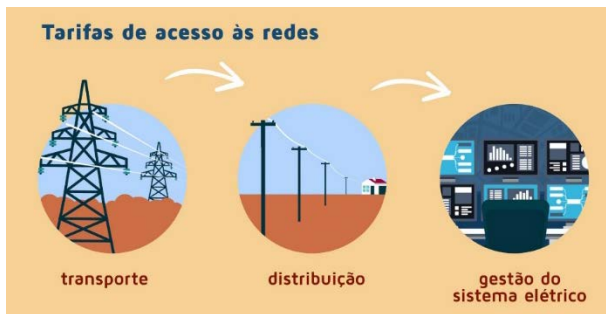 Tarifas de acesso às redes
transporte
distribuição
gestão do
sistema elétrico